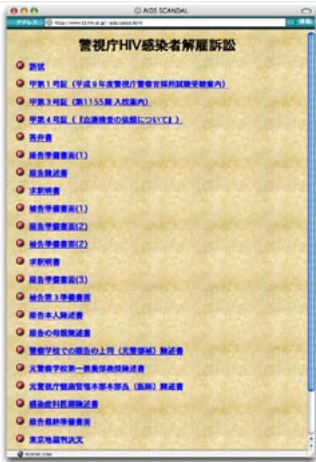 AIDS SCANDAL
アドレス:
移動
警視庁HIV感染者解雇訴訟
訴状
甲第1号証（平成9年度警視庁警察官採用試験受験案内）
甲第3号証（第1155期入校案内）
甲第4号証（『血液検査の依頼について』）
答弁書
原告準備書面(1)
原告陳述書
求釈明書
被告準備書面(1)
原告準備書面(2)
被告準備書面(2)
求釈明書
原告準備書面(3)
被告第3準備書面
原告本人陳述書
原告の母親陳述書
警察学校での原告の上司（元警部補）陳述書
元警察学校第一教養部教授陳述書
元警視庁健康管理本部本部長（医師）陳述書
感染症科医師陳述書
原告最終準備書面
東京地裁判決文